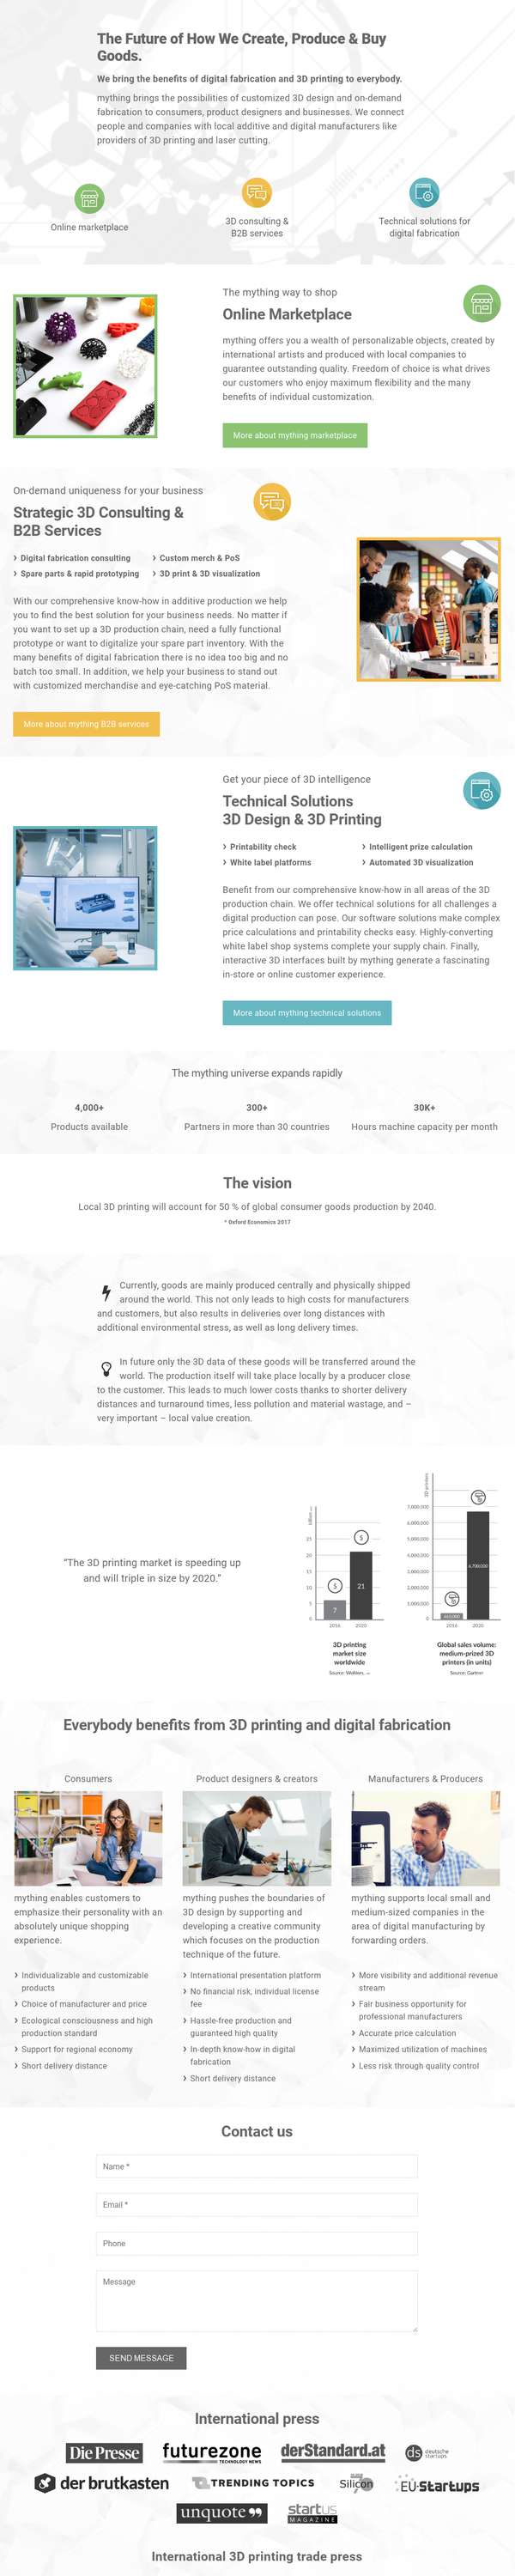 The Future of How We Create, Produce & Buy
Goods.
We bring the benefits of digital fabrication and 3D printing to everybody.
mything brings the possibilities of customized 3D design and on-demand
fabrication to consumers, product designers and businesses. We connect
people and companies with local additive and digital manufacturers like
providers of 3D printing and laser cutting.
Online marketplace
3D consulting &
B2B services
Technical solutions for
digital fabrication
The mything way to shop
Online Marketplace
mything offers you a wealth of personalizable objects, created by
international artists and produced with local companies to
guarantee outstanding quality. Freedom of choice is what drives
our customers who enjoy maximum flexibility and the many
benefits of individual customization.
More about mything marketplace
On-demand uniqueness for your business
Strategic 3D Consulting &
B2B Services
Digital fabrication consulting
Custom merch & PoS
Spare parts & rapid prototyping
3D print & 3D visualization
With our comprehensive know-how in additive production we help
you to find the best solution for your business needs. No matter if
you want to set up a 3D production chain, need a fully functional
prototype or want to digitalize your spare part inventory. With the
many benefits of digital fabrication there is no idea too big and no
batch too small. In addition, we help your business to stand out
with customized merchandise and eye-catching PoS material.
More about mything B2B services
Get your piece of 3D intelligence
Technical Solutions
3D Design & 3D Printing
Printability check
Intelligent prize calculation
White label platforms
Automated 3D visualization
Benefit from our comprehensive know-how in all areas of the 3D
production chain. We offer technical solutions for all challenges a
digital production can pose. Our software solutions make complex
price calculations and printability checks easy. Highly-converting
white label shop systems complete your supply chain. Finally,
interactive 3D interfaces built by mything generate a fascinating
in-store or online customer experience.
More about mything technical solutions
The mything universe expands rapidly
4,000+
Products available
300+
Partners in more than 30 countries
30K+
Hours machine capacity per month
The vision
Local 3D printing will account for 50 % of global consumer goods production by 2040.
* Oxford Economics 2017
Currently, goods are mainly produced centrally and physically shipped
around the world. This not only leads to high costs for manufacturers
and customers, but also results in deliveries over long distances with
additional environmental stress, as well as long delivery times.
In future only the 3D data of these goods will be transferred around the
world. The production itself will take place locally by a producer close
to the customer. This leads to much lower costs thanks to shorter delivery
distances and turnaround times, less pollution and material wastage, and –
very important – local value creation.
“The 3D printing market is speeding up
and will triple in size by 2020.”
25
20
15
10
5
0
$
7
$
21
2016
2020
3D printing
market size
worldwide
3D printers
7,000,000
6,000,000
5,000,000
4,000,000
3,000,000
2,000,000
1,000,000
0
6,700,000
2016
2020
Global sales volume:
medium-prized 3D
printers (in units)
Source: Gartner
Everybody benefits from 3D printing and digital fabrication
Consumers
mything enables customers to
emphasize their personality with an
absolutely unique shopping
experience.
Individualizable and customizable
products
Choice of manufacturer and price
Ecological consciousness and high
production standard
Support for regional economy
Short delivery distance
Product designers & creators
mything pushes the boundaries of
3D design by supporting and
developing a creative community
which focuses on the production
technique of the future.
International presentation platform
No financial risk, individual license
fee
Hassle-free production and
guaranteed high quality
In-depth know-how in digital
fabrication
Short delivery distance
Manufacturers & Producers
mything supports local small and
medium-sized companies in the
area of digital manufacturing by
forwarding orders.
More visibility and additional revenue
stream
Fair business opportunity for
professional manufacturers
Accurate price calculation
Maximized utilization of machines
Less risk through quality control
Contact us
Name *
Email *
Phone
Message
SEND MESSAGE
International press
Die Presse
futurezone
TECHNOLOGY NEWS
derStandard.at
ds deutsche
startups
der brutkasten
TRENDING TOPICS
Silicon
EU-Startups
unquote
startus
MAGAZINE
International 3D printing trade press